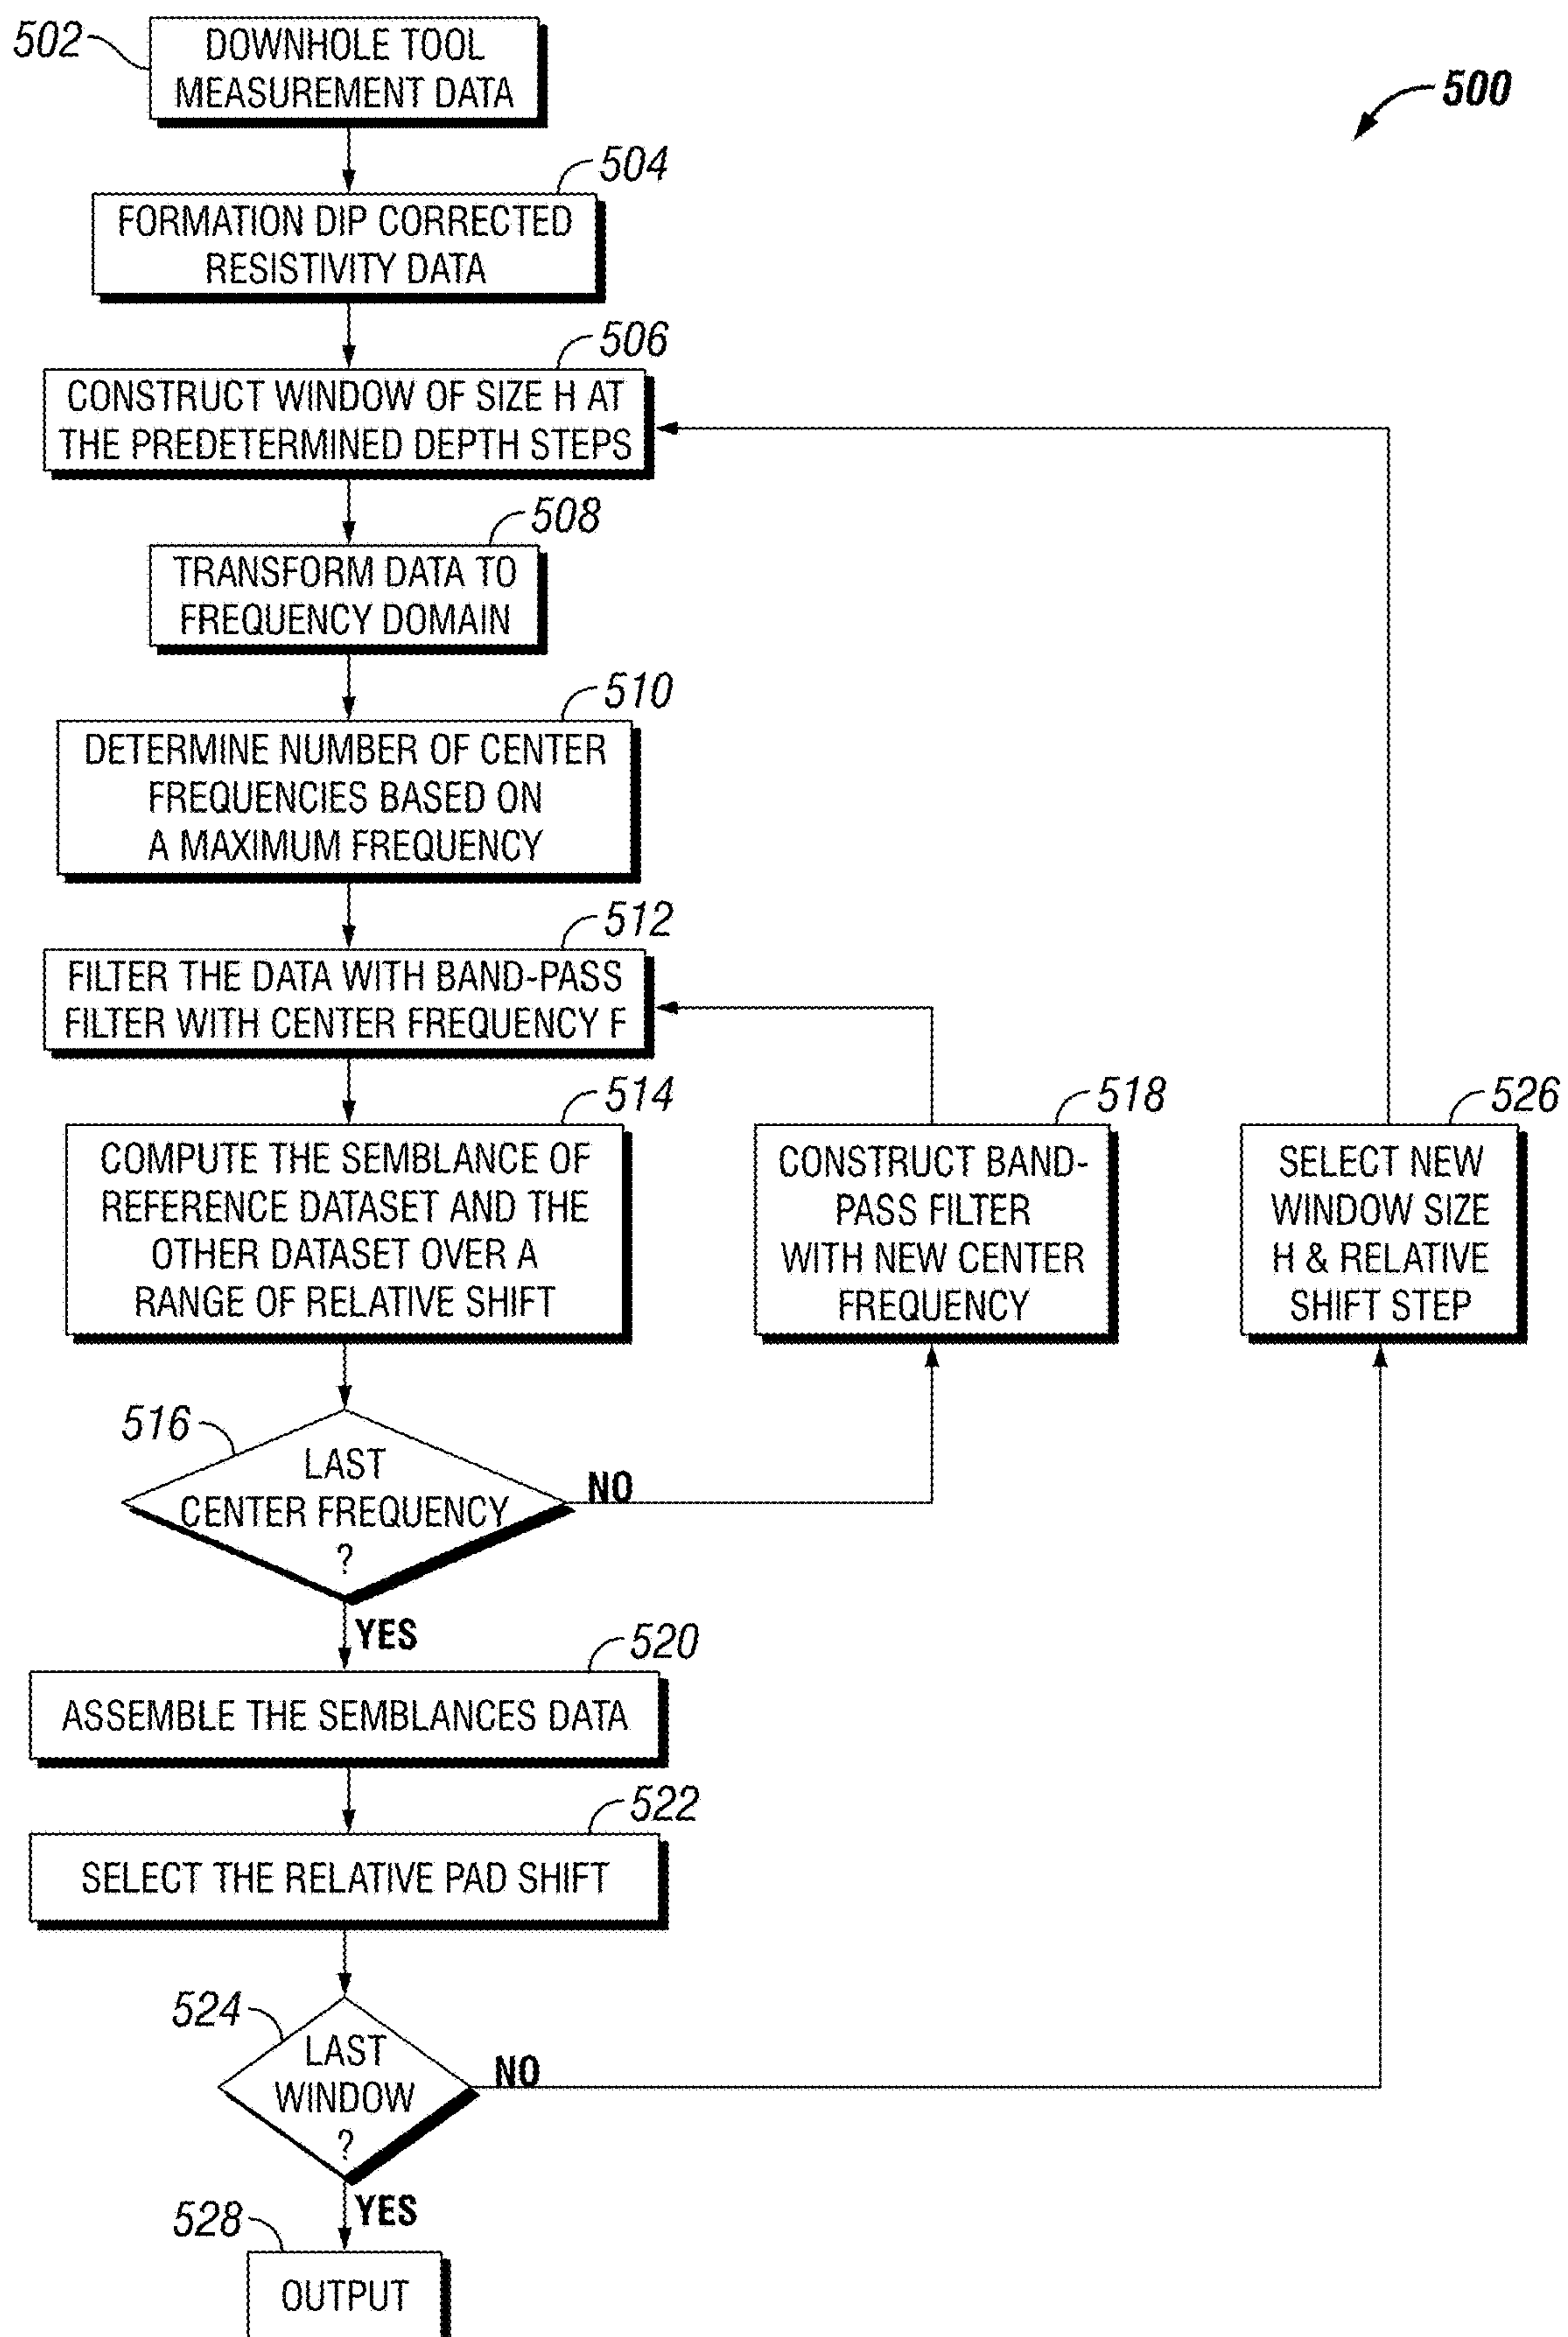 502
DOWNHOLE TOOL
MEASUREMENT DATA
500
504
FORMATION DIP CORRECTED
RESISTIVITY DATA
506
CONSTRUCT WINDOW OF SIZE H AT
THE PREDETERMINED DEPTH STEPS
508
TRANSFORM DATA TO
FREQUENCY DOMAIN
510
DETERMINE NUMBER OF CENTER
FREQUENCIES BASED ON
A MAXIMUM FREQUENCY
512
FILTER THE DATA WITH BAND-PASS
FILTER WITH CENTER FREQUENCY F
514
COMPUTE THE SEMBLANCE OF
REFERENCE DATASET AND THE
OTHER DATASET OVER A
RANGE OF RELATIVE SHIFT
518
CONSTRUCT BAND-
PASS FILTER
WITH NEW CENTER
FREQUENCY
526
SELECT NEW
WINDOW SIZE
H & RELATIVE
SHIFT STEP
516
LAST
CENTER FREQUENCY
?
NO
YES
520
ASSEMBLE THE SEMBLANCES DATA
522
SELECT THE RELATIVE PAD SHIFT
524
LAST
WINDOW
?
NO
YES
528
OUTPUT